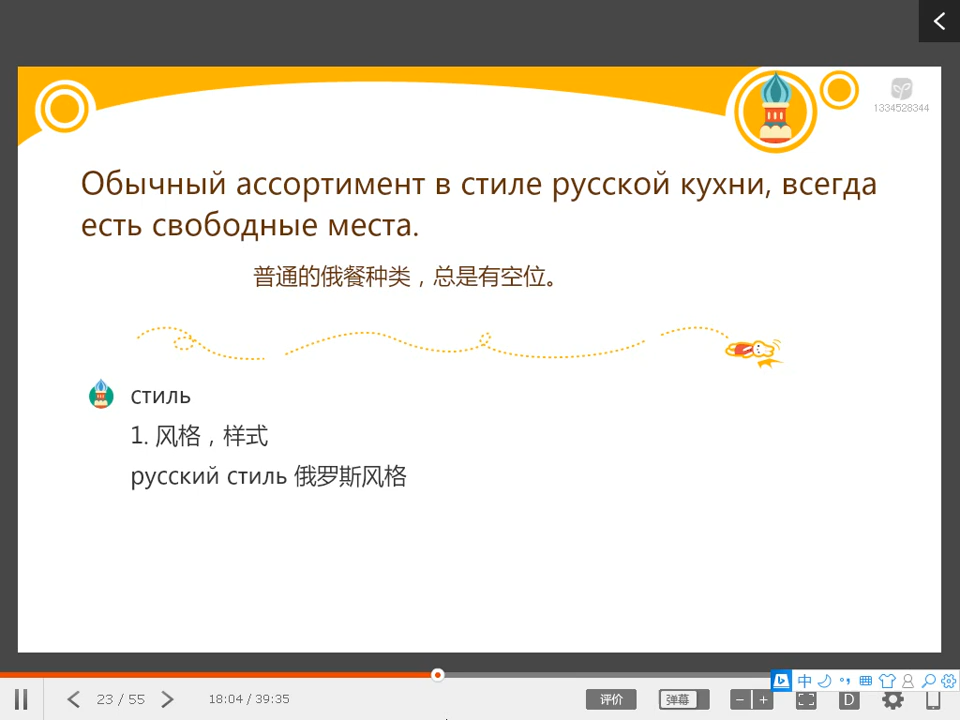 1334528344
Обычный ассортимент в стиле русской кухни, всегда
есть свободные места.
普通的俄餐种类，总是有空位。
стиль
1. 风格，样式
русский стиль 俄罗斯风格
23 / 55
18:04 / 39:35
评价
弹幕
中
D